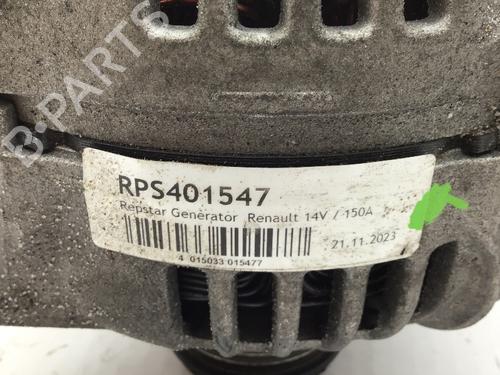 B-PARTS
RPS401547
Repstar Generator Renault 14V / 150A
21.11.2023
4 015033 015477